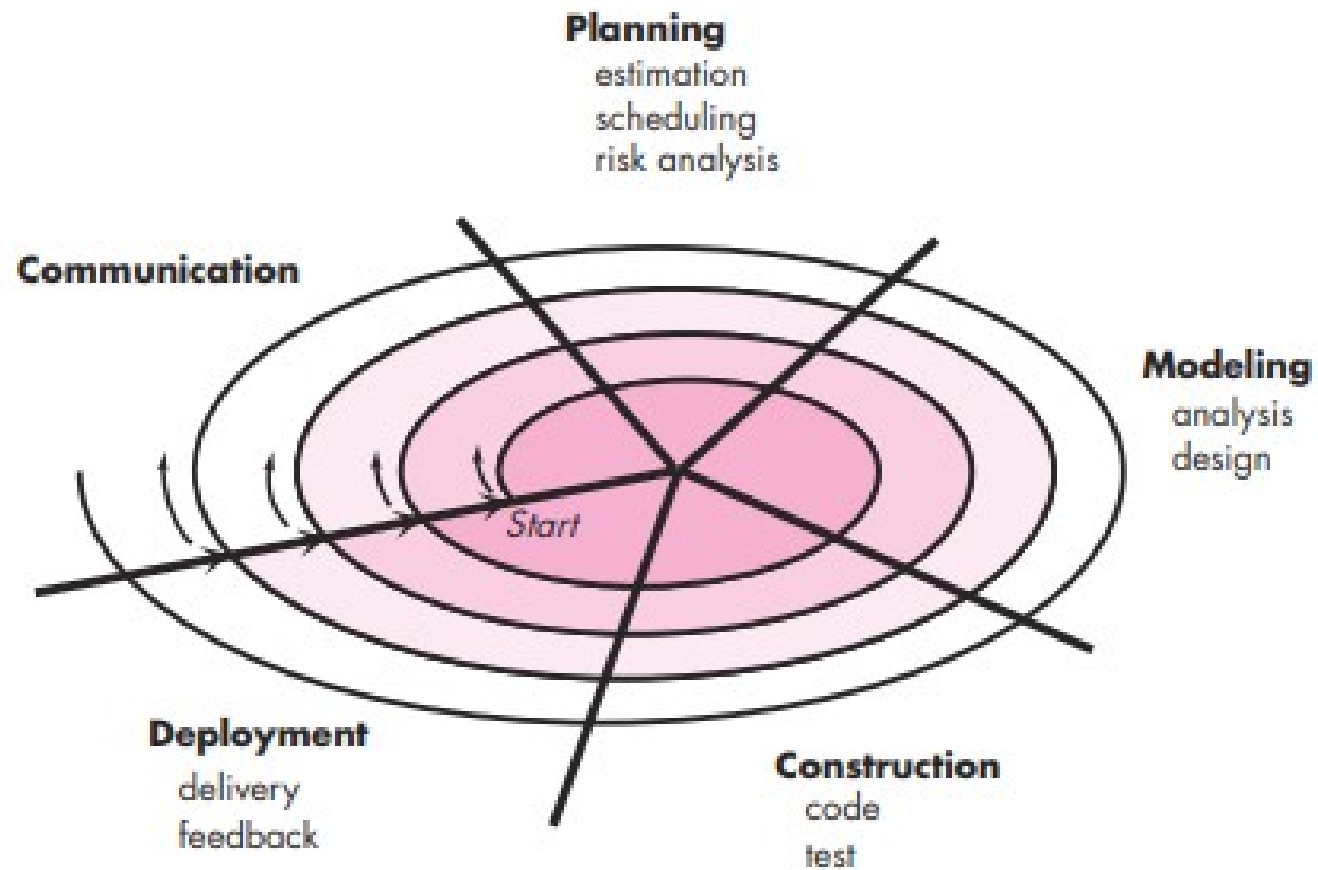 Planning
estimation
scheduling
risk analysis
Communication
Modeling
analysis
design
Start
Deployment
delivery
feedback
Construction
code
test